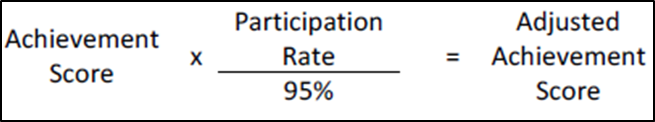 Achievement Score x Participation Rate / 95% = Adjusted Achievement Score